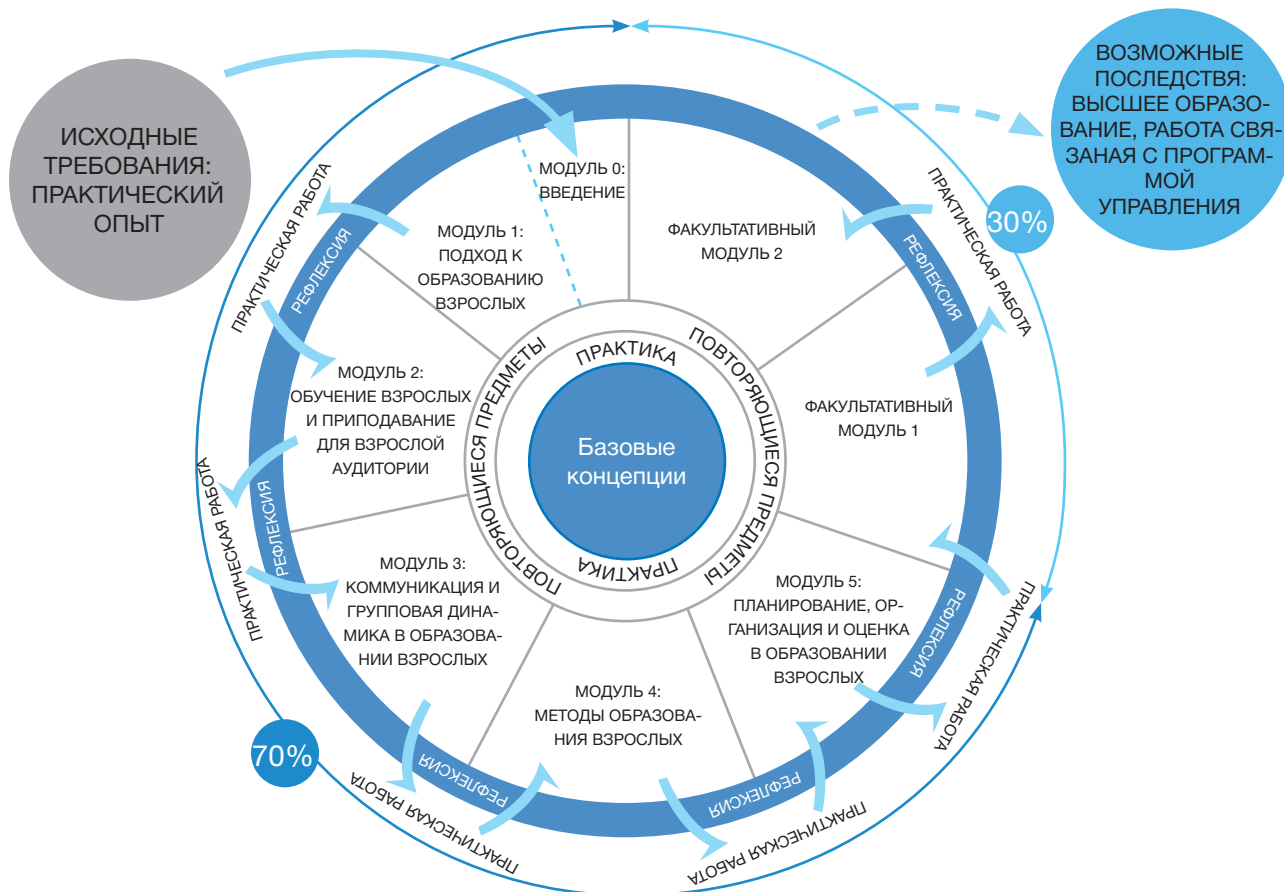 ИСХОДНЫЕ
ТРЕБОВАНИЯ:
ПРАКТИЧЕСКИЙ
ОПЫТ
ВОЗМОЖНЫЕ
ПОСЛЕДСТВЯ:
ВЫСШЕЕ ОБРАЗО-
ВАНИЕ, РАБОТА СВЯ-
ЗАНАЯ С ПРОГРАМ-
МОЙ
УПРАВЛЕНИЯ
30%
70%
МОДУЛЬ 0:
ВВЕДЕНИЕ
МОДУЛЬ 1:
ПОДХОД К
ОБРАЗОВАНИЮ
ВЗРОСЛЫХ
МОДУЛЬ 2:
ОБУЧЕНИЕ ВЗРОСЛЫХ
И ПРИПОДАВАНИЕ
ДЛЯ ВЗРОСЛОЙ
АУДИТОРИИ
МОДУЛЬ 3:
КОММУНИКАЦИЯ И
ГРУППОВАЯ ДИНА-
МИКА В ОБРАЗОВА-
НИИ ВЗРОСЛЫХ
МОДУЛЬ 4:
МЕТОДЫ ОБРАЗОВА-
НИЯ ВЗРОСЛЫХ
МОДУЛЬ 5:
ПЛАНИРОВАНИЕ, ОР-
ГАНИЗАЦИЯ И ОЦЕНКА
В ОБРАЗОВАНИИ
ВЗРОСЛЫХ
ФАКУЛЬТАТИВНЫЙ
МОДУЛЬ 1
ФАКУЛЬТАТИВНЫЙ
МОДУЛЬ 2
ПОВТОРЯЮЩИЕСЯ ПРЕДМЕТЫ
ПОВТОРЯЮЩИЕСЯ ПРЕДМЕТЫ
ПРАКТИКА
ПРАКТИКА
Базовые
концепции
ПРАКТИЧЕСКАЯ РАБОТА
РЕФЛЕКСИЯ
ПРАКТИЧЕСКАЯ РАБОТА
РЕФЛЕКСИЯ
ПРАКТИЧЕСКАЯ РАБОТА
РЕФЛЕКСИЯ
РЕФЛЕКСИЯ
ПРАКТИЧЕСКАЯ РАБОТА
РЕФЛЕКСИЯ
ПРАКТИЧЕСКАЯ РАБОТА
РЕФЛЕКСИЯ
ПРАКТИЧЕСКАЯ РАБОТА
РЕФЛЕКСИЯ
ПРАКТИЧЕСКАЯ РАБОТА